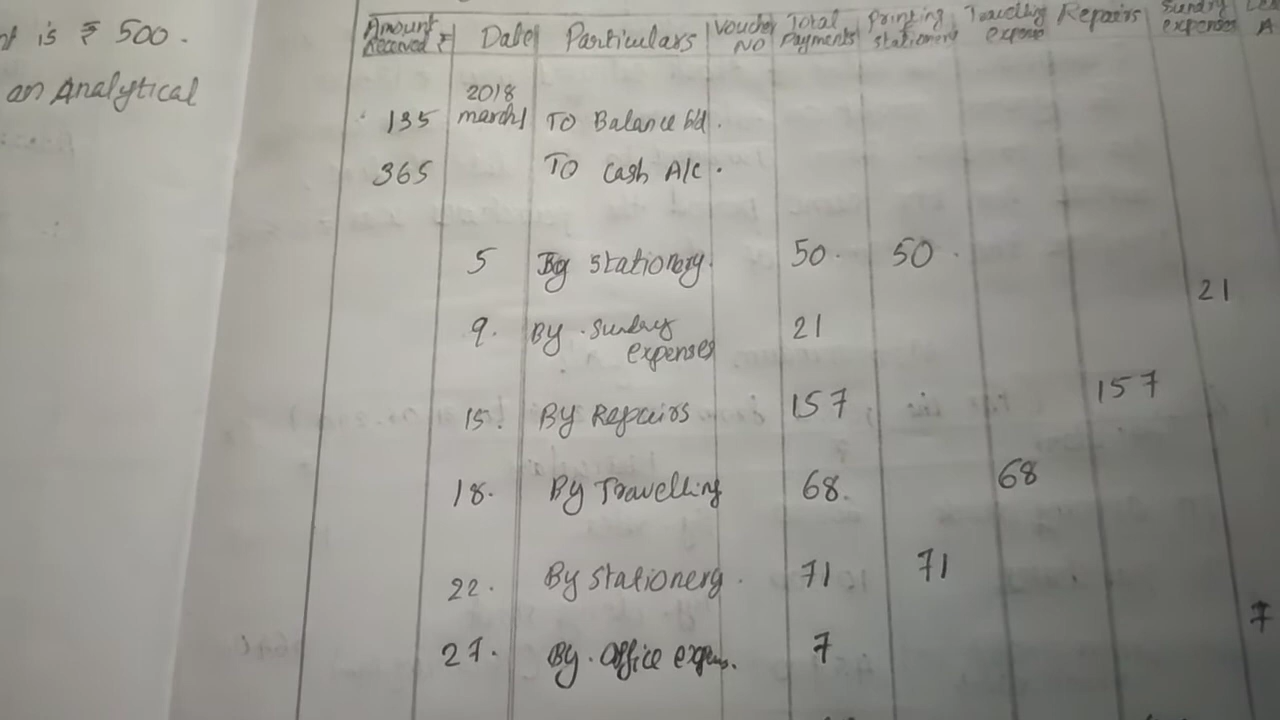 is ₹ 500.
an Analytical
Amount Received ₹ Date Particulars Voucher NO Total Payments Printing Stationery Travelling expens Repairs Sundry expenses
135 2018 march 1 TO Balance b/d.
365 TO Cash A/c.
5 By Stationery. 50. 50.
9. By Sundry expenses 21 21
15. By Repairs 157 157
18. By Travelling 68. 68
22. By Stationery. 71 71
27. By. Office expens. 7 7